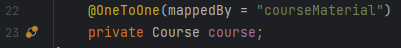 22 @OneToOne(mappedBy = "courseMaterial")
23 private Course course;